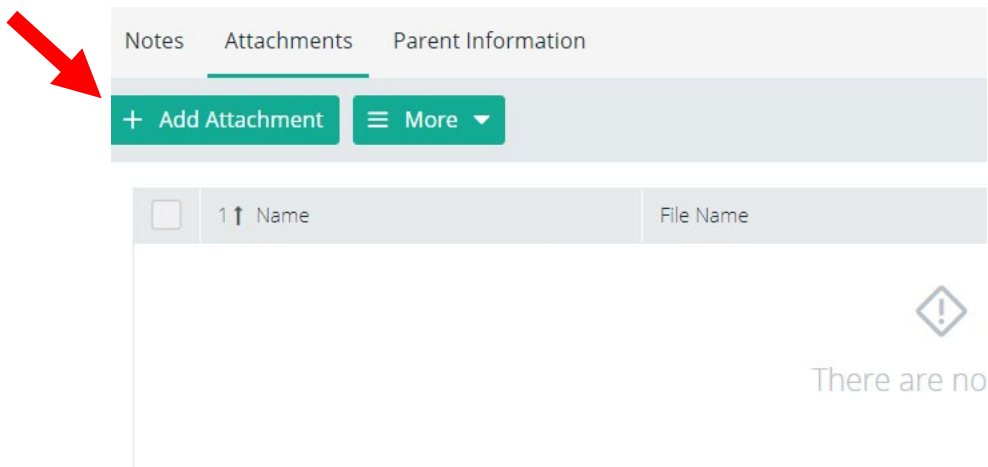 Notes Attachments Parent Information
+ Add Attachment ≡ More
1↑ Name File Name
There are no